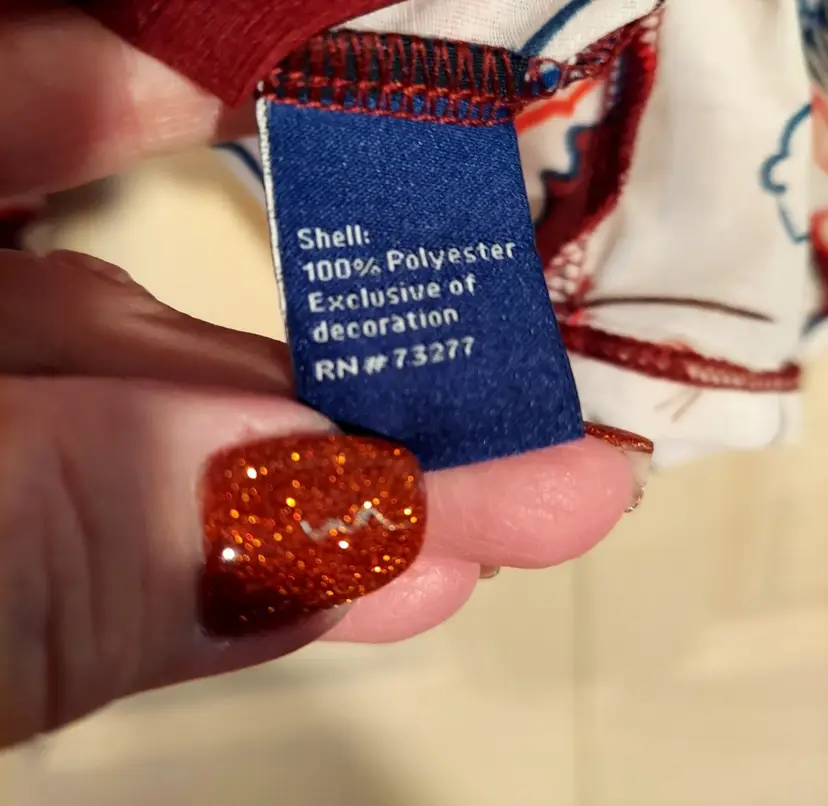 Shell:
100% Polyester
Exclusive of
decoration
RN # 73277